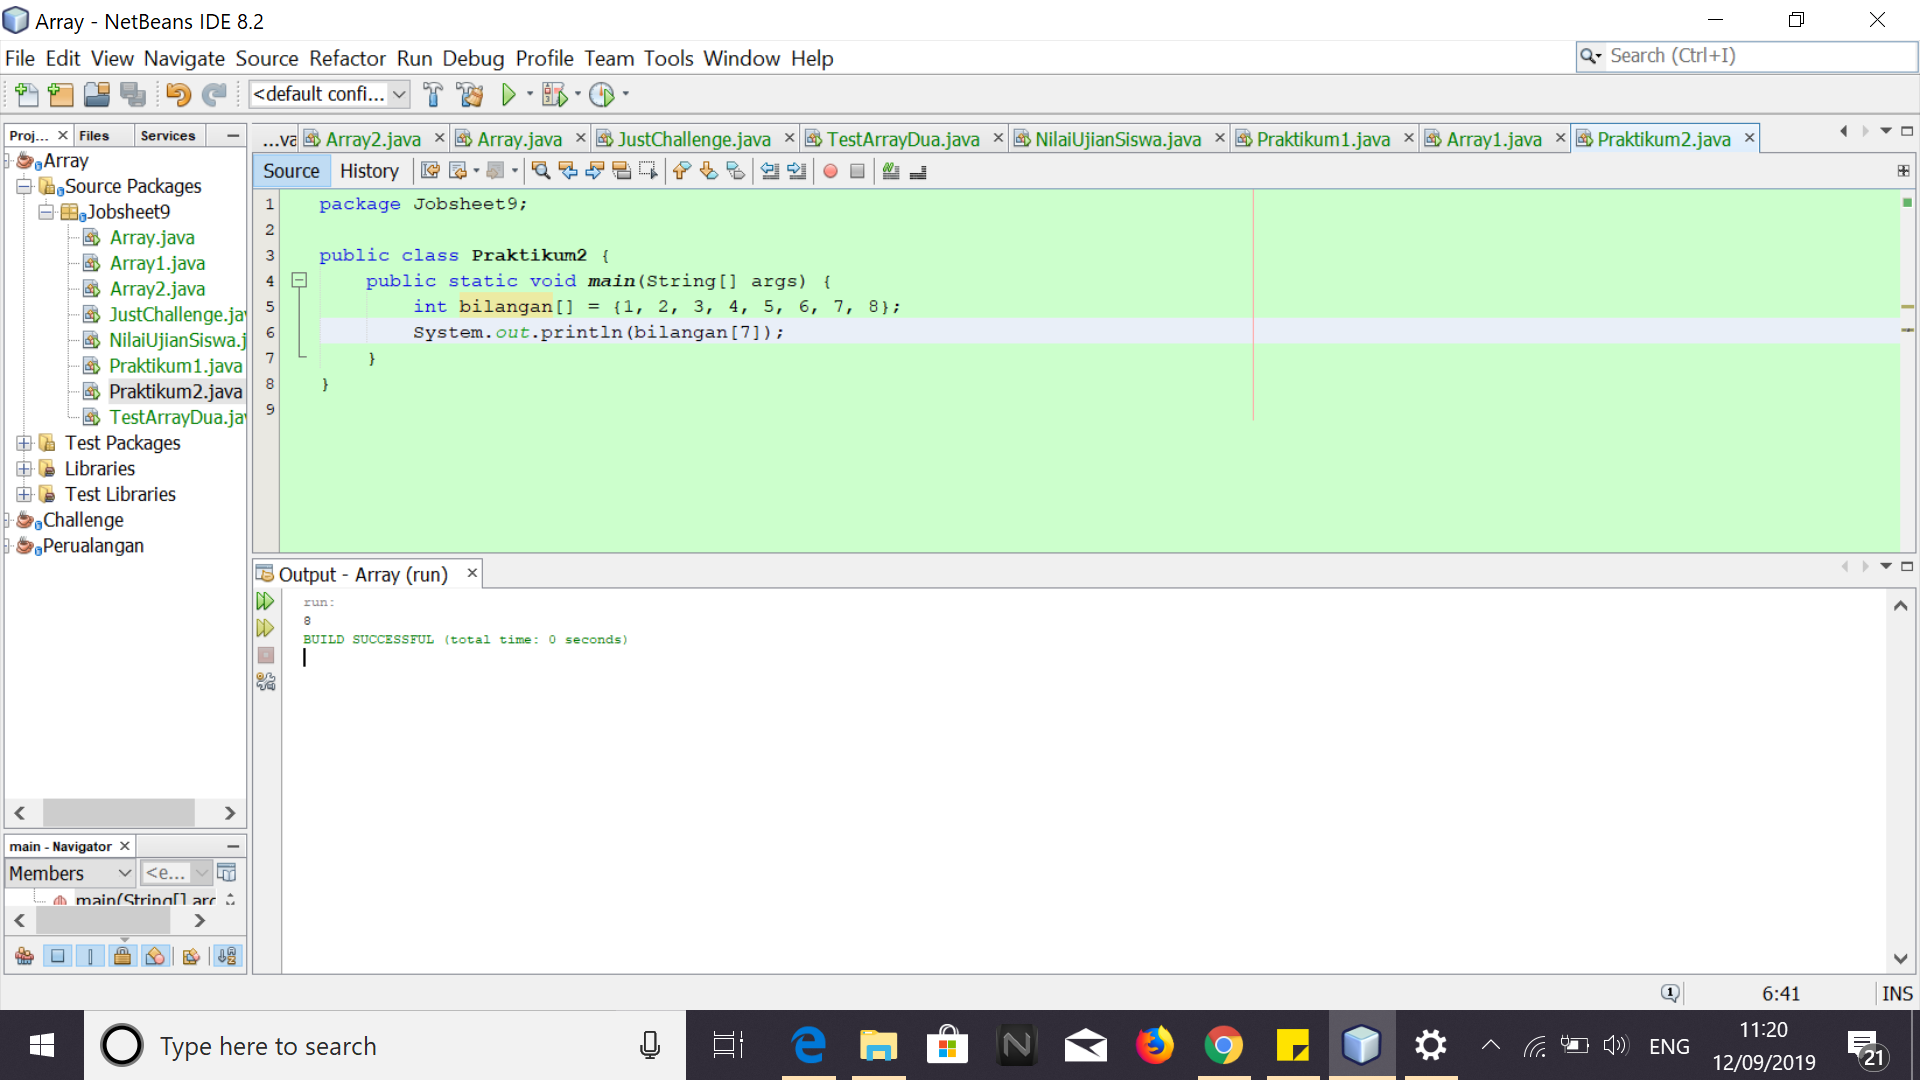 Array - NetBeans IDE 8.2
File Edit View Navigate Source Refactor Run Debug Profile Team Tools Window Help
Search (Ctrl+I)
<default confi...
Proj... Files Services
Array
Source Packages
Jobsheet9
Array.java
Array1.java
Array2.java
JustChallenge.ja
NilaiUjianSiswa.j
Praktikum1.java
Praktikum2.java
TestArrayDua.ja
Test Packages
Libraries
Test Libraries
Challenge
Perualangan
...va Array2.java Array.java JustChallenge.java TestArrayDua.java NilaiUjianSiswa.java Praktikum1.java Array1.java Praktikum2.java
Source History
1 package Jobsheet9;
2
3 public class Praktikum2 {
4 public static void main(String[] args) {
5 int bilangan[] = {1, 2, 3, 4, 5, 6, 7, 8};
6 System.out.println(bilangan[7]);
7 }
8 }
9
Output - Array (run)
run:
8
BUILD SUCCESSFUL (total time: 0 seconds)
main - Navigator
Members <e...
main(String[] arg
6:41 INS
Type here to search
ENG
11:20
12/09/2019
21